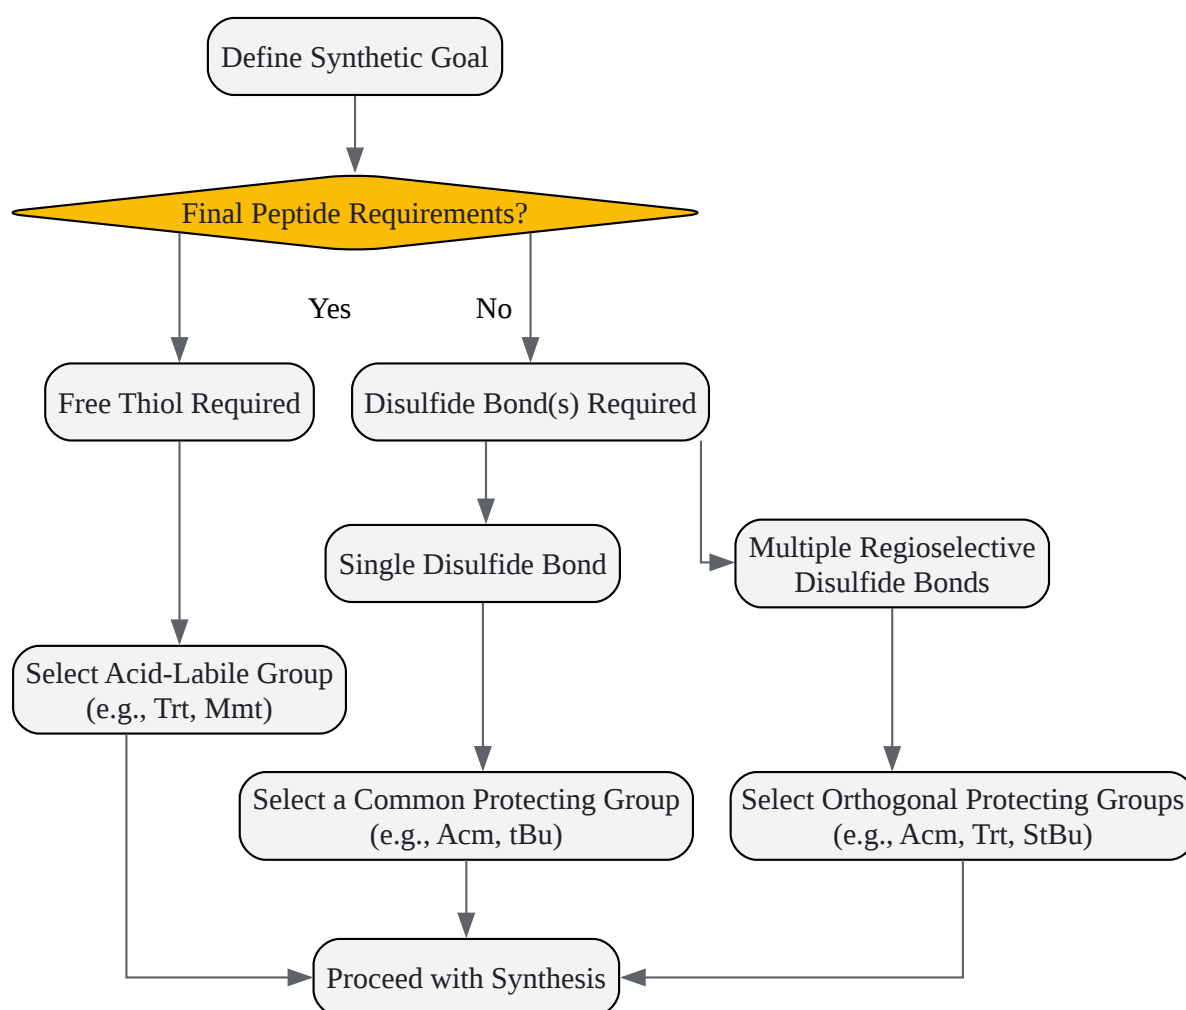 Define Synthetic Goal
Final Peptide Requirements?
Yes
No
Free Thiol Required
Disulfide Bond(s) Required
Single Disulfide Bond
Multiple Regioselective
Disulfide Bonds
Select Acid-Labile Group
(e.g., Trt, Mmt)
Select a Common Protecting Group
(e.g., Acm, tBu)
Select Orthogonal Protecting Groups
(e.g., Acm, Trt, StBu)
Proceed with Synthesis